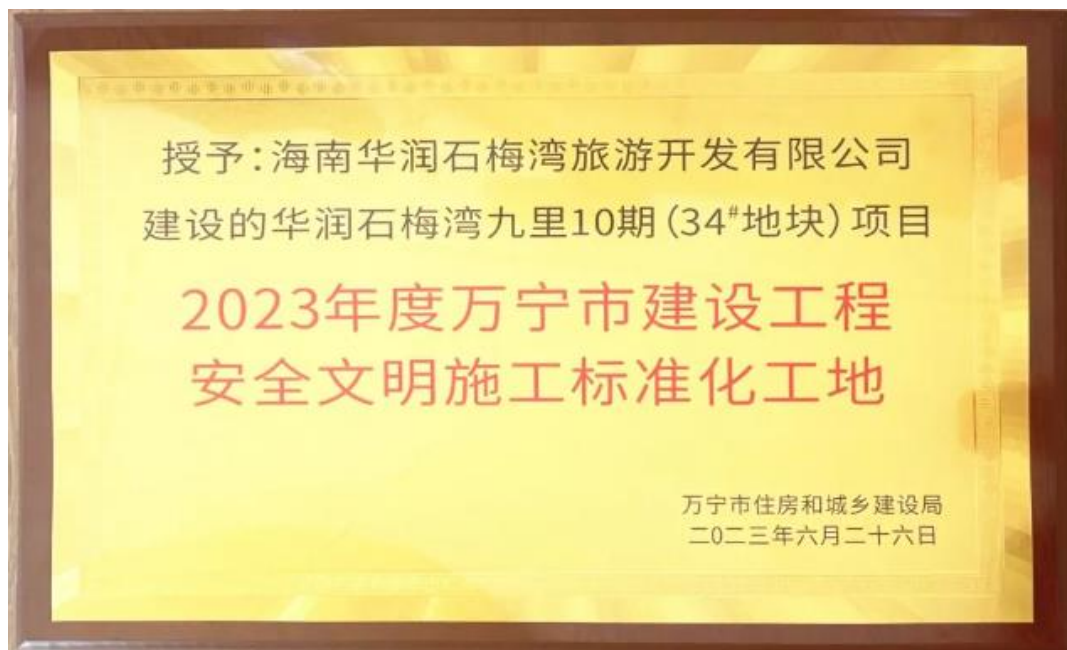 授予：海南华润石梅湾旅游开发有限公司
建设的华润石梅湾九里10期（34#地块）项目
2023年度万宁市建设工程
安全文明施工标准化工地
万宁市住房和城乡建设局
二0二三年六月二十六日